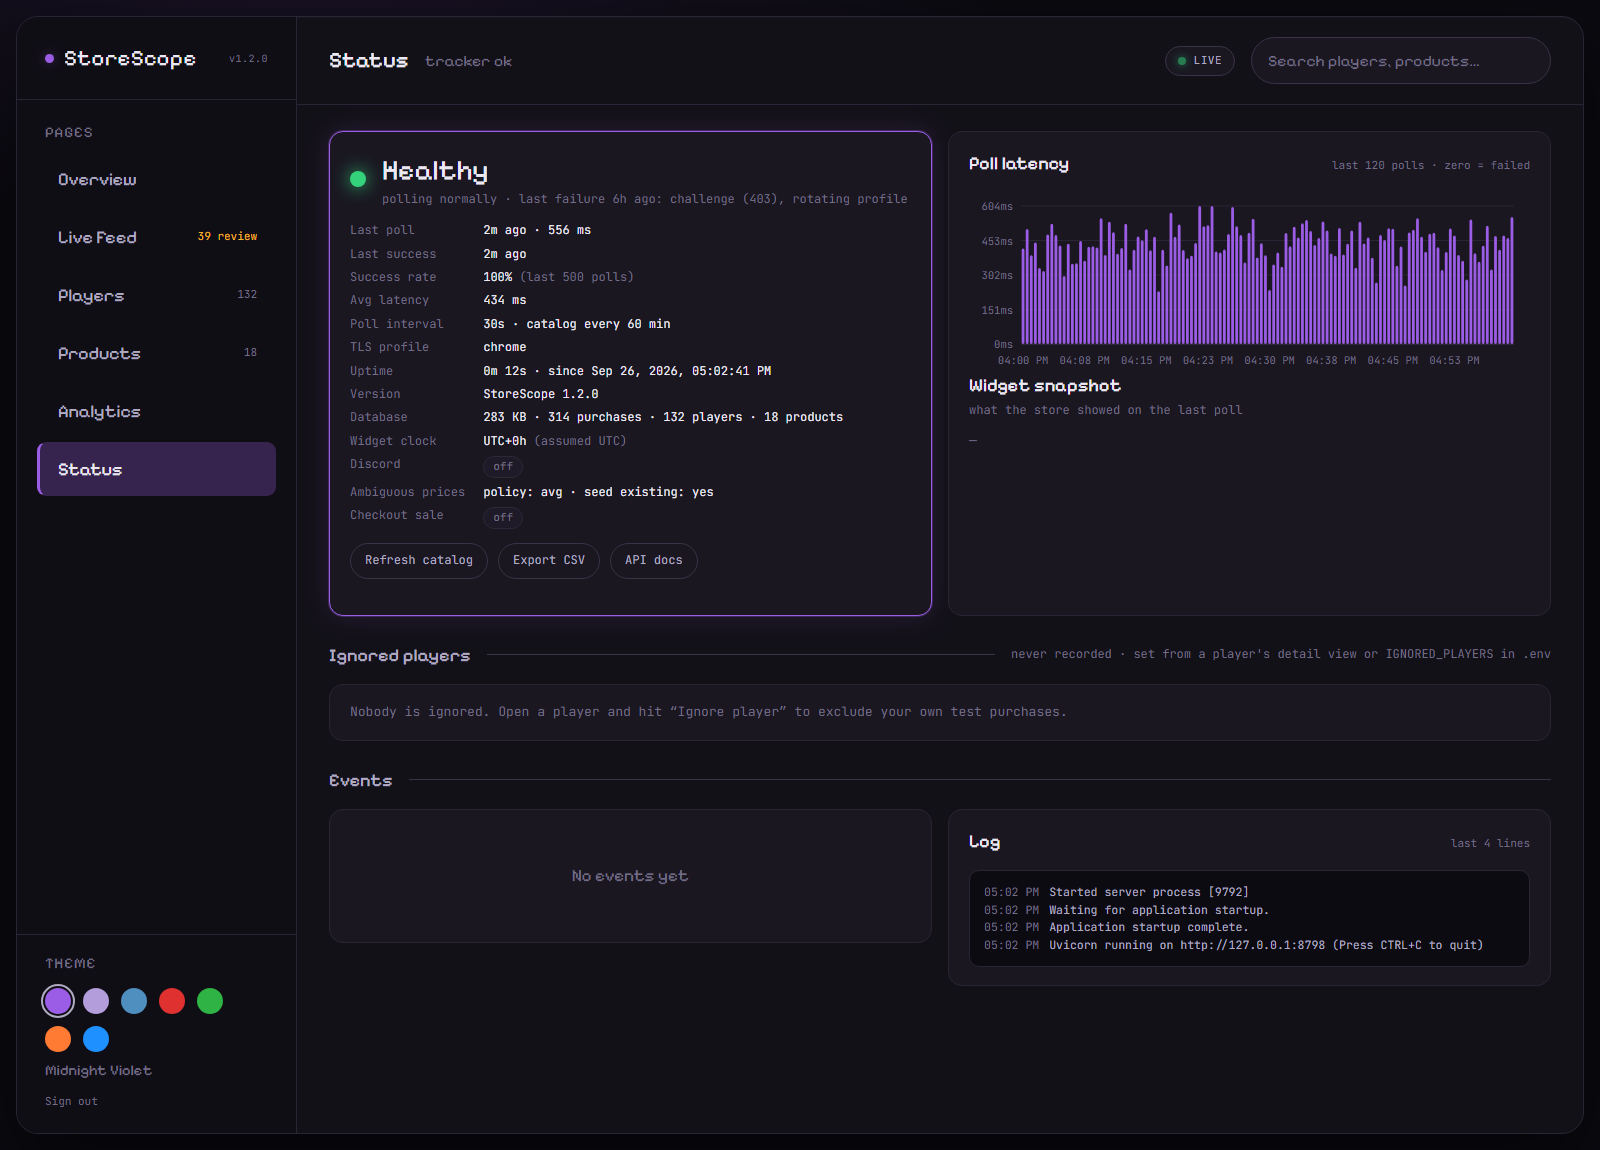 StoreScope v1.2.0
PAGES
Overview
Live Feed 39 review
Players 132
Products 18
Analytics
Status
THEME
Midnight Violet
Sign out
Status tracker ok
LIVE
Search players, products...
Healthy
polling normally · last failure 6h ago: challenge (403), rotating profile
Last poll 2m ago · 556 ms
Last success 2m ago
Success rate 100% (last 500 polls)
Avg latency 434 ms
Poll interval 30s · catalog every 60 min
TLS profile chrome
Uptime 0m 12s · since Sep 26, 2026, 05:02:41 PM
Version StoreScope 1.2.0
Database 283 KB · 314 purchases · 132 players · 18 products
Widget clock UTC+0h (assumed UTC)
Discord off
Ambiguous prices policy: avg · seed existing: yes
Checkout sale off
Refresh catalog Export CSV API docs
Poll latency last 120 polls · zero = failed
604ms
453ms
302ms
151ms
0ms
04:00 PM 04:08 PM 04:15 PM 04:23 PM 04:30 PM 04:38 PM 04:45 PM 04:53 PM
Widget snapshot
what the store showed on the last poll
—
Ignored players never recorded · set from a player's detail view or IGNORED_PLAYERS in .env
Nobody is ignored. Open a player and hit “Ignore player” to exclude your own test purchases.
Events
No events yet
Log last 4 lines
05:02 PM Started server process [9792]
05:02 PM Waiting for application startup.
05:02 PM Application startup complete.
05:02 PM Uvicorn running on http://127.0.0.1:8798 (Press CTRL+C to quit)